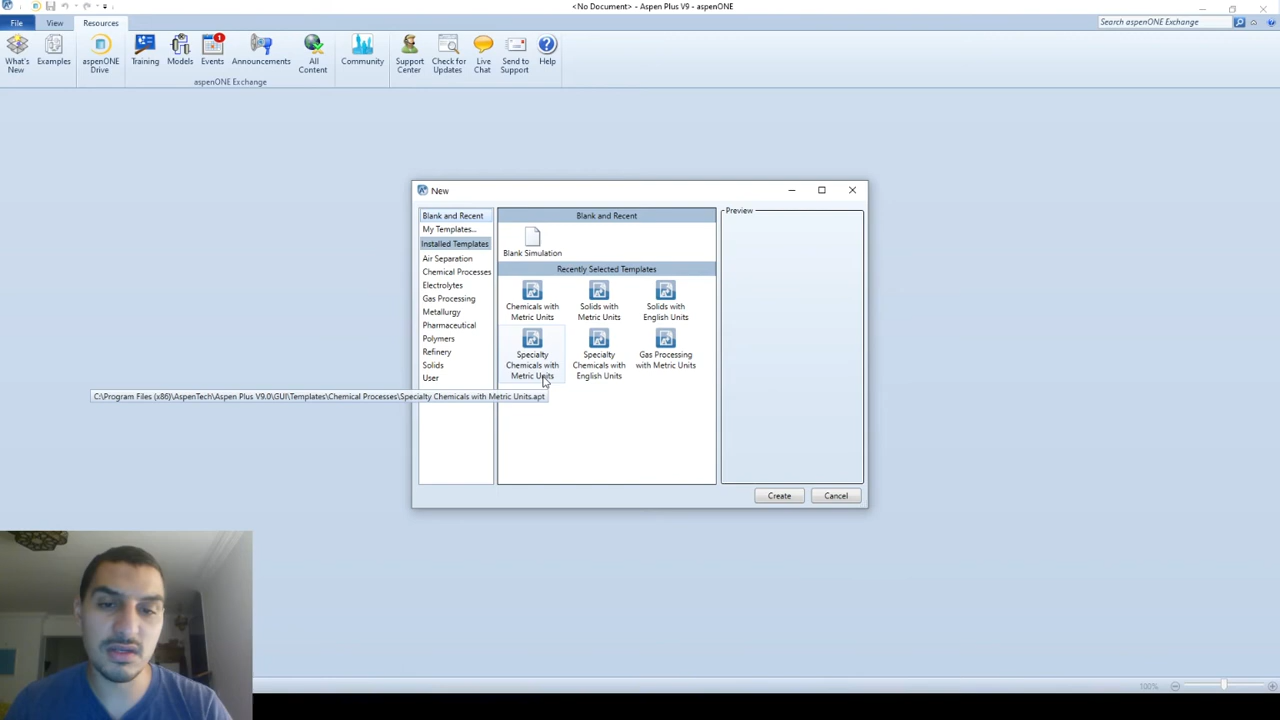 <No Document> - Aspen Plus V9 - aspenONE
File
View
Resources
Search aspenONE Exchange
What's New
Examples
aspenONE Drive
Training
Models
1
Events
Announcements
All Content
Community
Support Center
Check for Updates
Live Chat
Send to Support
Help
aspenONE Exchange
New
Blank and Recent
My Templates...
Installed Templates
Air Separation
Chemical Processes
Electrolytes
Gas Processing
Metallurgy
Pharmaceutical
Polymers
Refinery
Solids
User
Blank and Recent
Blank Simulation
Recently Selected Templates
Chemicals with Metric Units
Solids with Metric Units
Solids with English Units
Specialty Chemicals with Metric Units
Specialty Chemicals with English Units
Gas Processing with Metric Units
Preview
C:\Program Files (x86)\AspenTech\Aspen Plus V9.0\GUI\Templates\Chemical Processes\Specialty Chemicals with Metric Units.apt
Create
Cancel
100%